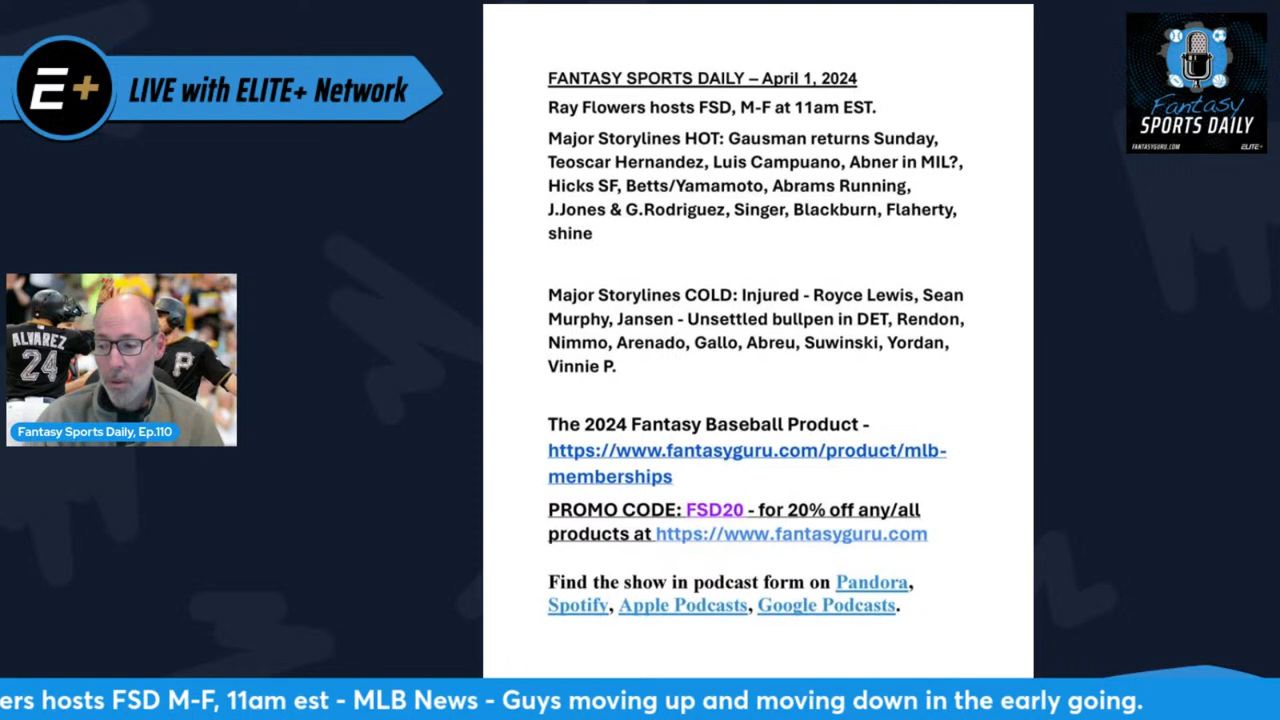 E+
LIVE with ELITE+ Network
FANTASY SPORTS DAILY – April 1, 2024
Ray Flowers hosts FSD, M-F at 11am EST.
Major Storylines HOT: Gausman returns Sunday,
Teoscar Hernandez, Luis Campuano, Abner in MIL?,
Hicks SF, Betts/Yamamoto, Abrams Running,
J.Jones & G.Rodriguez, Singer, Blackburn, Flaherty,
shine
Major Storylines COLD: Injured - Royce Lewis, Sean
Murphy, Jansen - Unsettled bullpen in DET, Rendon,
Nimmo, Arenado, Gallo, Abreu, Suwinski, Yordan,
Vinnie P.
The 2024 Fantasy Baseball Product -
https://www.fantasyguru.com/product/mlb-
memberships
PROMO CODE: FSD20 - for 20% off any/all
products at https://www.fantasyguru.com
Find the show in podcast form on Pandora,
Spotify, Apple Podcasts, Google Podcasts.
Fantasy
SPORTS DAILY
FANTASYGURU.COM
ELITE+
ALVAREZ
24
P
Fantasy Sports Daily, Ep.110
ers hosts FSD M-F, 11am est - MLB News - Guys moving up and moving down in the early going.